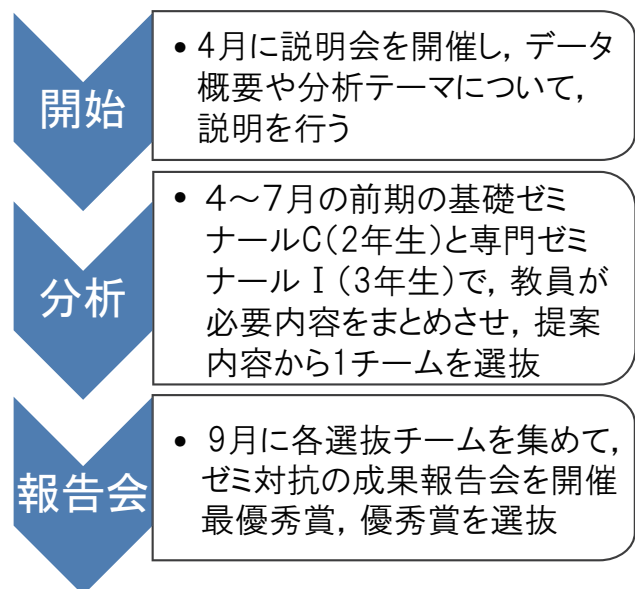 開始
• 4月に説明会を開催し，データ
概要や分析テーマについて，
説明を行う
分析
• 4～7月の前期の基礎ゼミ
ナールC(2年生)と専門ゼミ
ナールⅠ(3年生)で，教員が
必要内容をまとめさせ，提案
内容から1チームを選抜
報告会
• 9月に各選抜チームを集めて，
ゼミ対抗の成果報告会を開催
最優秀賞，優秀賞を選抜